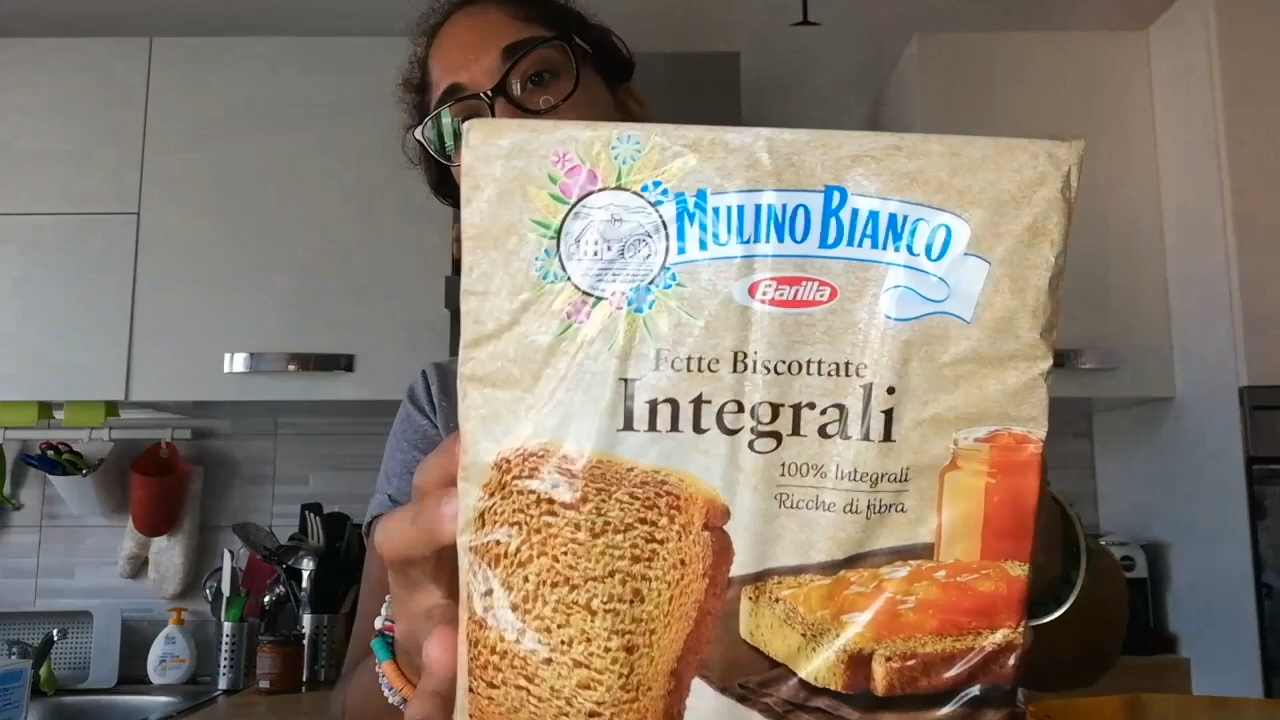 MULINO BIANCO
Barilla
Fette Biscottate
Integrali
100% Integrali
Ricche di fibra